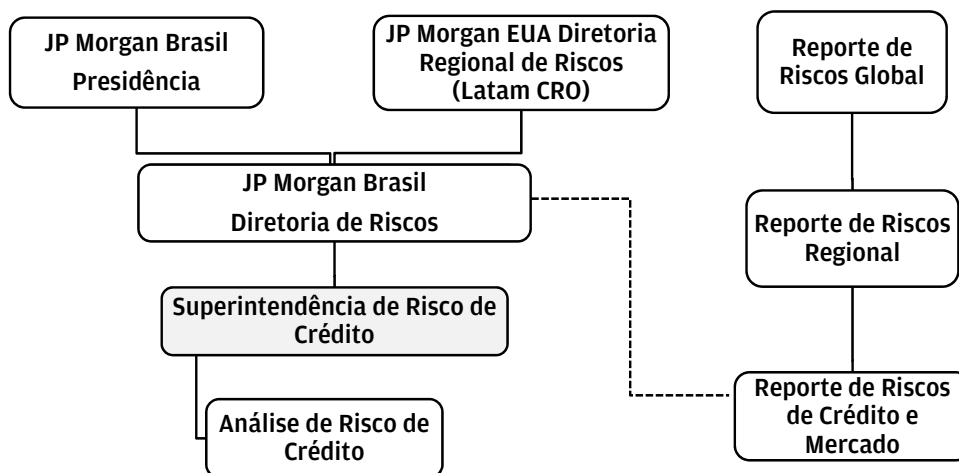 JP Morgan Brasil
Presidência
JP Morgan EUA Diretoria
Regional de Riscos
(Latam CRO)
Reporte de
Riscos Global
JP Morgan Brasil
Diretoria de Riscos
Reporte de Riscos
Regional
Superintendência de Risco de
Crédito
Análise de Risco de
Crédito
Reporte de Riscos
de Crédito e
Mercado